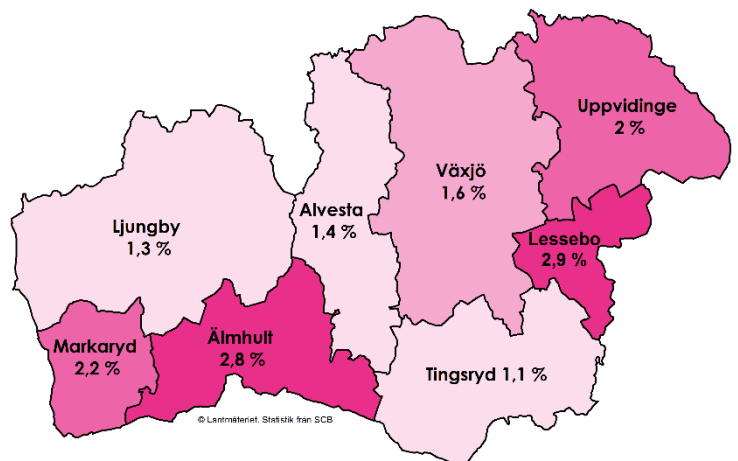 Uppvidinge
2 %
Växjö
1,6 %
Alvesta
1,4 %
Ljungby
1,3 %
Lessebo
2,9 %
Älmhult
2,8 %
Markaryd
2,2 %
Tingsryd 1,1 %
© Lantmäteriet. Statistik från SCB